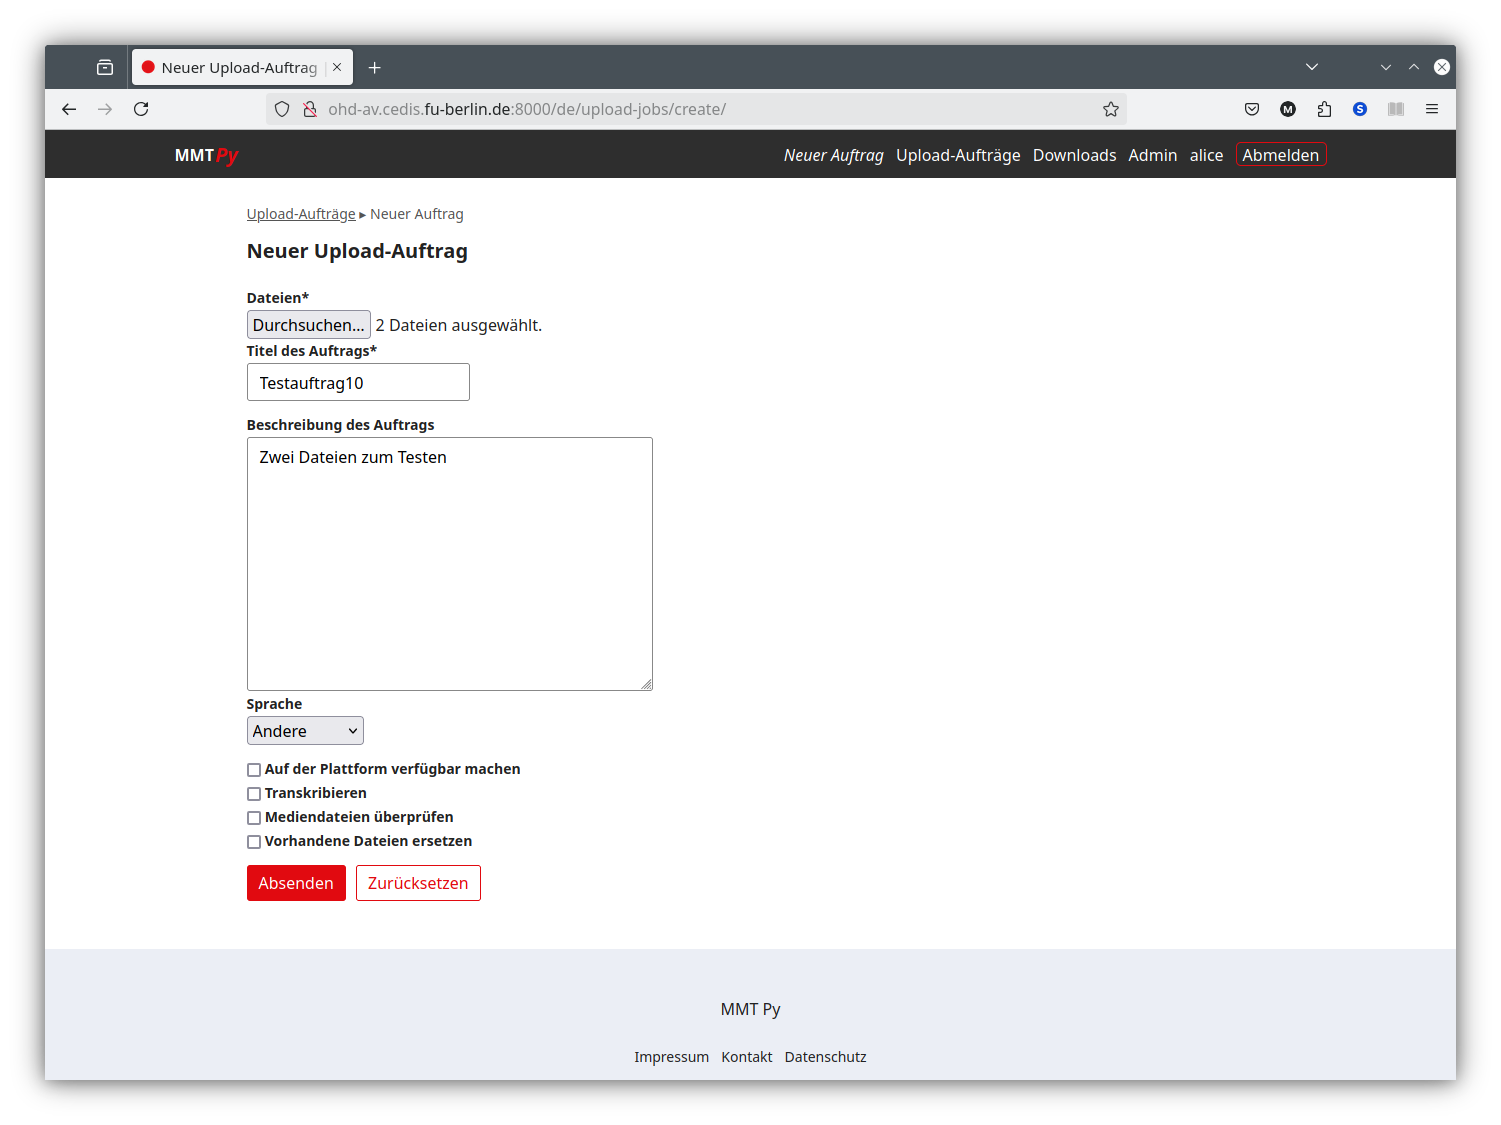 Neuer Upload-Auftrag
ohd-av.cedis.fu-berlin.de:8000/de/upload-jobs/create/
MMT Py
Neuer Auftrag Upload-Aufträge Downloads Admin alice Abmelden
Upload-Aufträge ▸ Neuer Auftrag
Neuer Upload-Auftrag
Dateien*
Durchsuchen... 2 Dateien ausgewählt.
Titel des Auftrags*
Testauftrag10
Beschreibung des Auftrags
Zwei Dateien zum Testen
Sprache
Andere
Auf der Plattform verfügbar machen
Transkribieren
Mediendateien überprüfen
Vorhandene Dateien ersetzen
Absenden Zurücksetzen
MMT Py
Impressum Kontakt Datenschutz